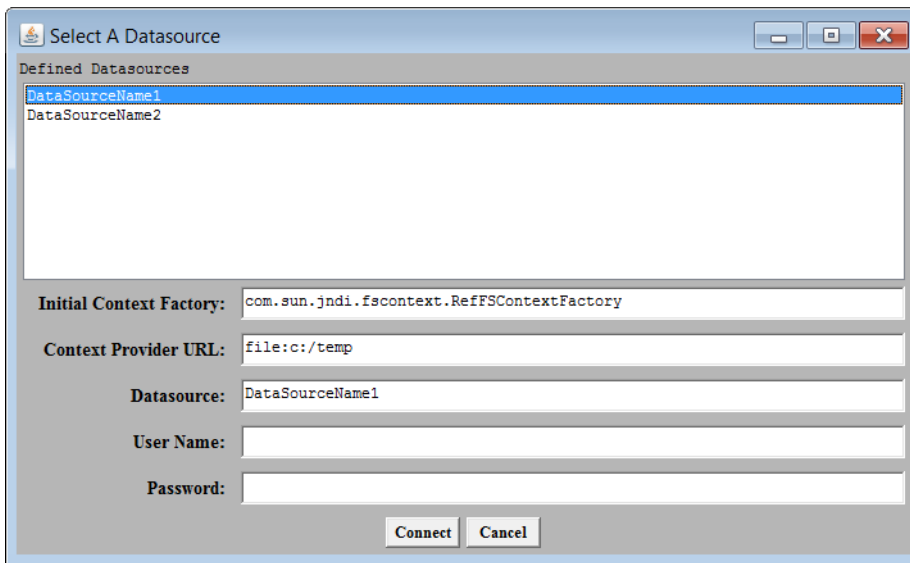 Select A Datasource
Defined Datasources
DataSourceName1
DataSourceName2
Initial Context Factory: com.sun.jndi.fscontext.RefFSContextFactory
Context Provider URL: file:c:/temp
Datasource: DataSourceName1
User Name:
Password:
Connect Cancel